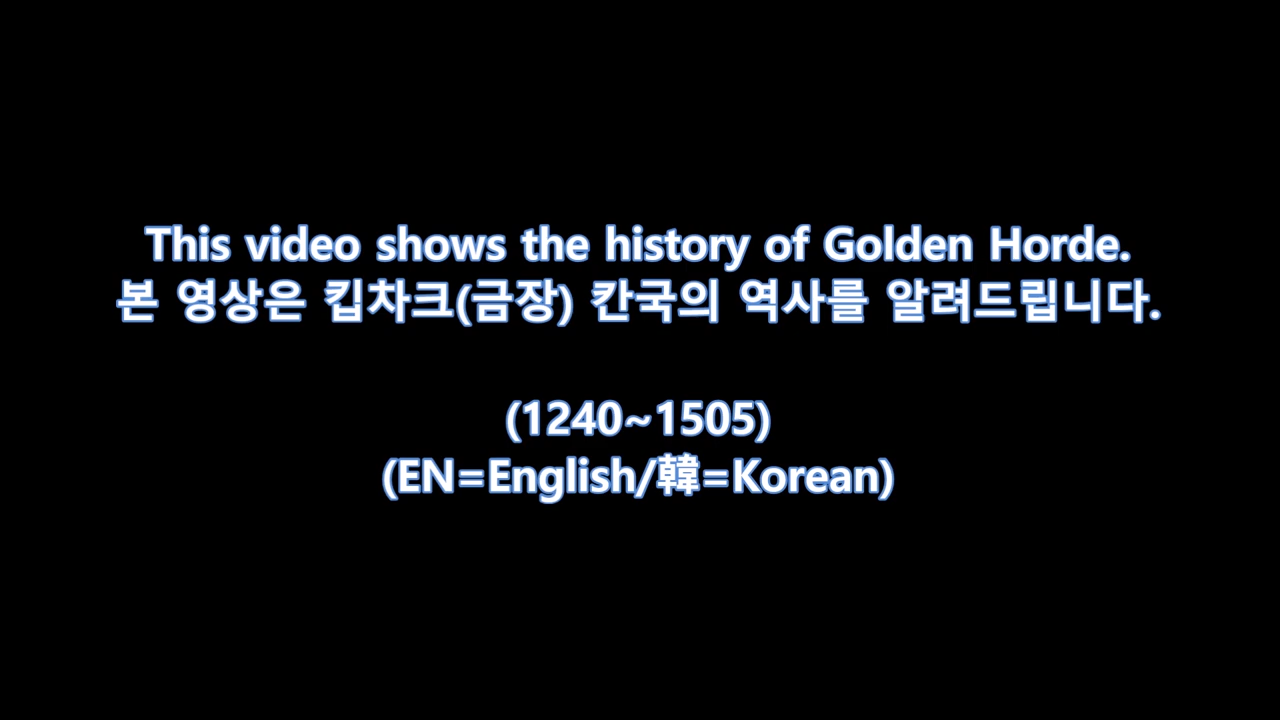 This video shows the history of Golden Horde.
본 영상은 킵차크(금장) 칸국의 역사를 알려드립니다.
(1240~1505)
(EN=English/韓=Korean)